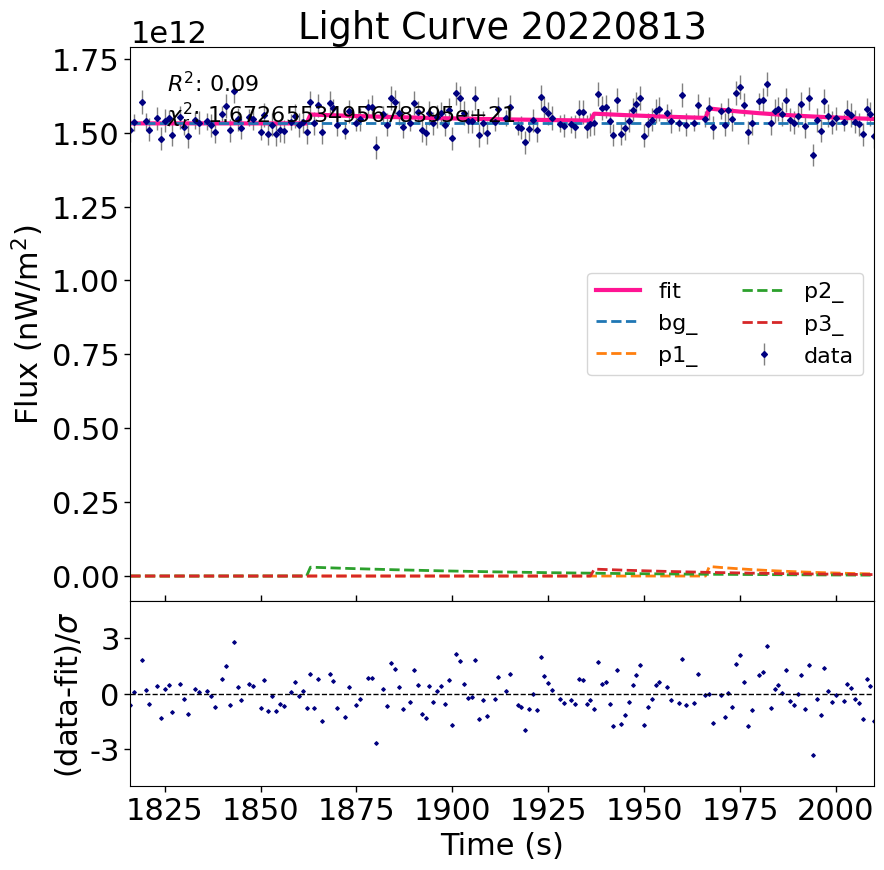 Light Curve 20220813
1e12
1.75
1.50
1.25
1.00
0.75
0.50
0.25
0.00
Flux (nW/m²)
R²: 0.09
fit
bg_
p1_
p2_
p3_
data
3
0
-3
(data-fit)/σ
1825 1850 1875 1900 1925 1950 1975 2000
Time (s)